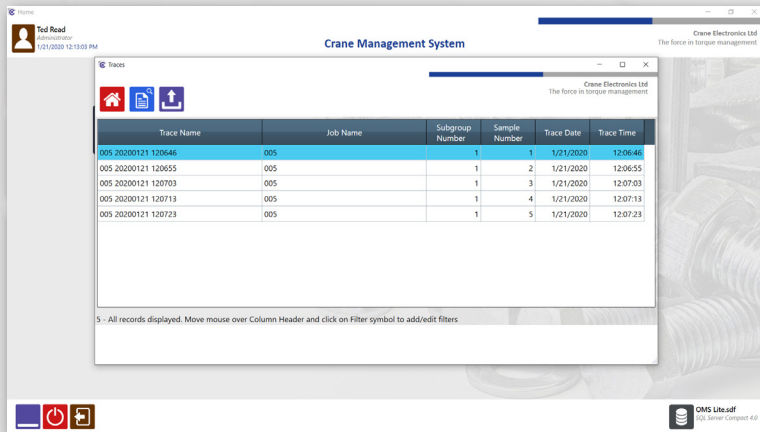 Home
Ted Read
Administrator
1/21/2020 12:13:03 PM
Crane Management System
Crane Electronics Ltd
The force in torque management
Traces
Crane Electronics Ltd
The force in torque management
Trace Name Job Name Subgroup Number Sample Number Trace Date Trace Time
005 20200121 120646 005 1 1 1/21/2020 12:06:46
005 20200121 120655 005 1 2 1/21/2020 12:06:55
005 20200121 120703 005 1 3 1/21/2020 12:07:03
005 20200121 120713 005 1 4 1/21/2020 12:07:13
005 20200121 120723 005 1 5 1/21/2020 12:07:23
5 - All records displayed. Move mouse over Column Header and click on Filter symbol to add/edit filters
OMS Lite.sdf
SQL Server Compact 4.0